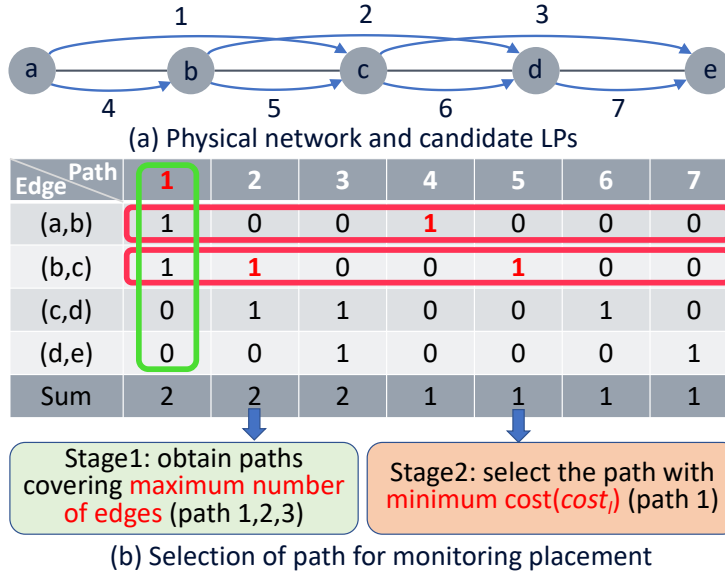 1 2 3
a b c d e
4 5 6 7
(a) Physical network and candidate LPs
Edge Path 1 2 3 4 5 6 7
(a,b) 1 0 0 1 0 0 0
(b,c) 1 1 0 0 1 0 0
(c,d) 0 1 1 0 0 1 0
(d,e) 0 0 1 0 0 0 1
Sum 2 2 2 1 1 1 1
Stage1: obtain paths
covering maximum number
of edges (path 1,2,3)
Stage2: select the path with
minimum cost(cost_l) (path 1)
(b) Selection of path for monitoring placement